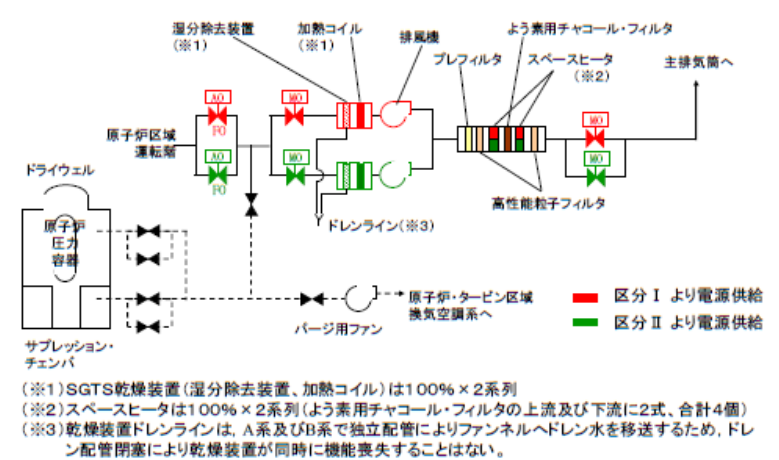 湿分除去装置
(※1)
加熱コイル
(※1)
排風機
よう素用チャコール・フィルタ
プレフィルタ
スペースヒータ
(※2)
主排気筒へ
AO
FO
MO
MO
原子炉区域
運転階
AO
FO
MO
MO
高性能粒子フィルタ
ドレンライン(※3)
ドライウェル
原子炉
圧力
容器
原子炉・タービン区域
換気空調系へ
パージ用ファン
サプレッション・
チェンバ
区分Ⅰ より電源供給
区分Ⅱ より電源供給
(※1)SGTS乾燥装置(湿分除去装置、加熱コイル)は100%×2系列
(※2)スペースヒータは100%×2系列(よう素用チャコール・フィルタの上流及び下流に2式、合計4個)
(※3)乾燥装置ドレンラインは, A系及びB系で独立配管によりファンネルへドレン水を移送するため, ドレ
ン配管閉塞により乾燥装置が同時に機能喪失することはない。